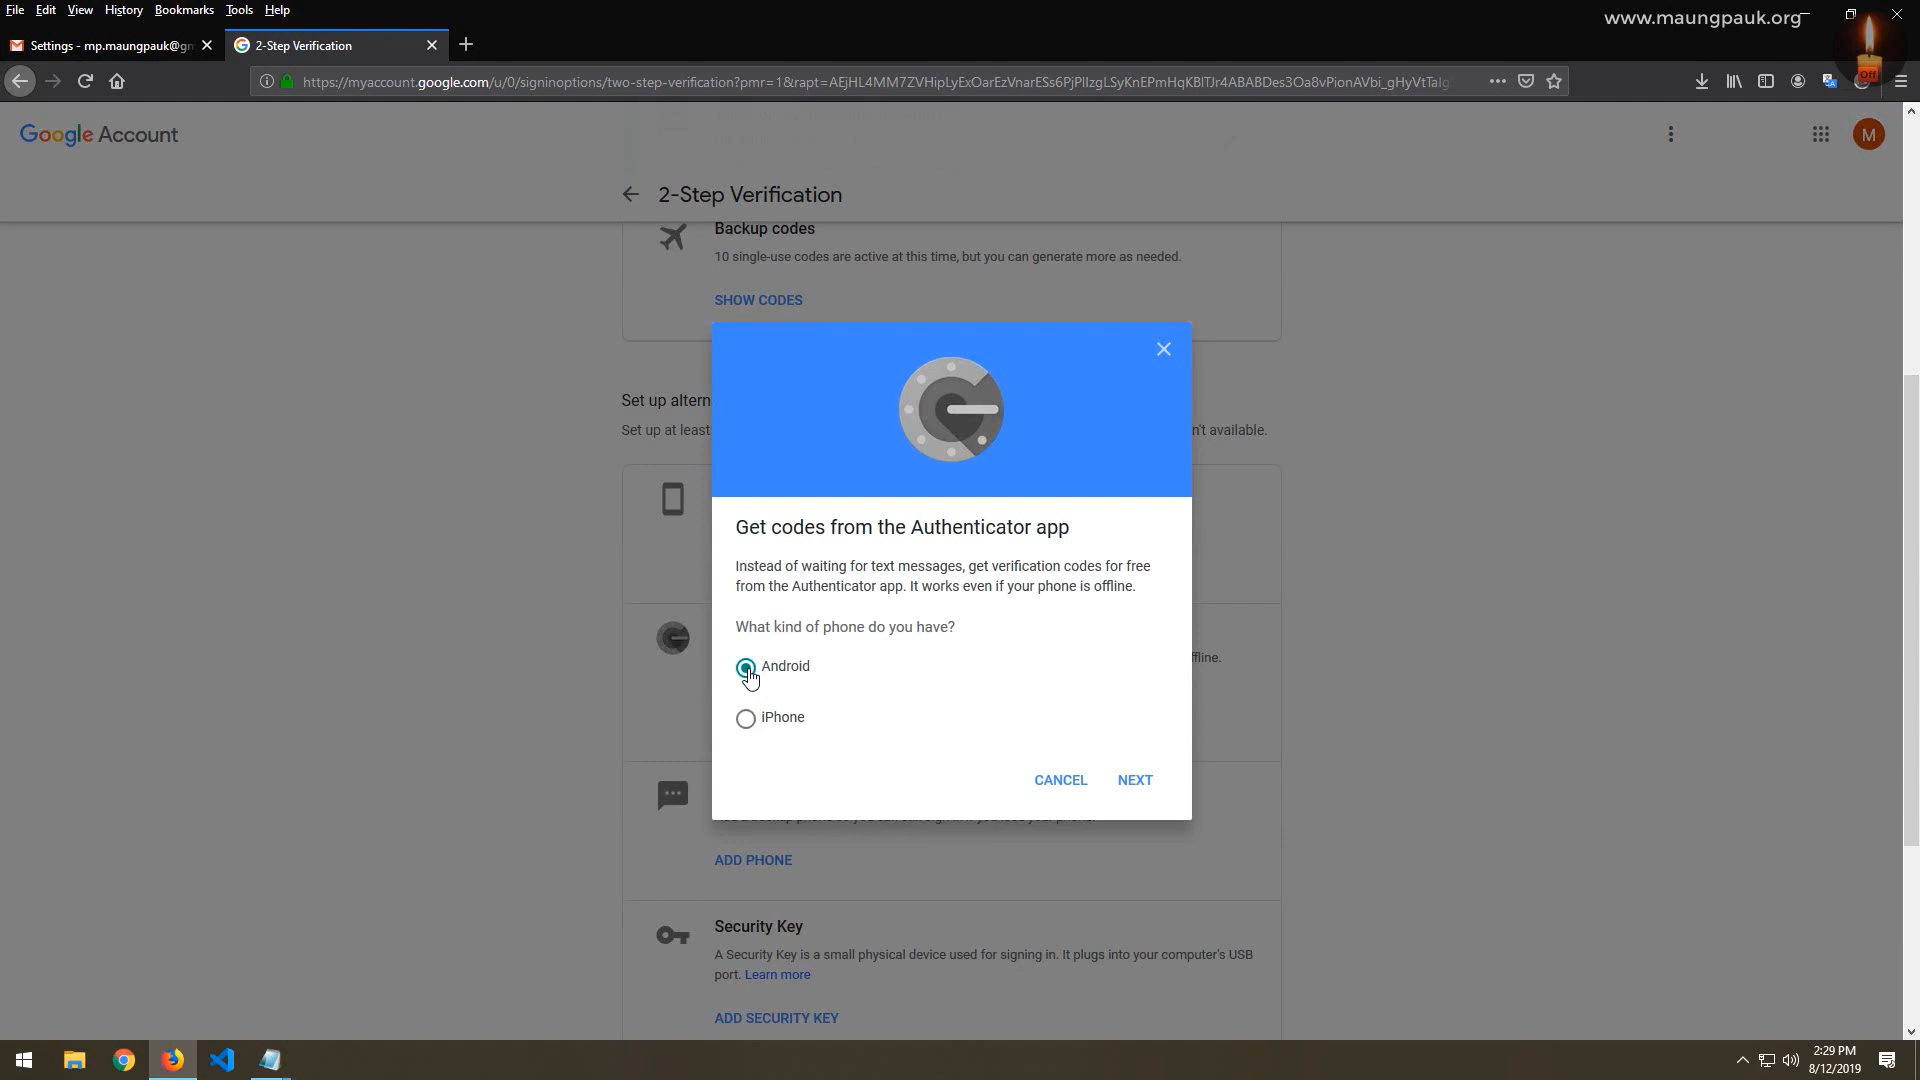 File Edit View History Bookmarks Tools Help
www.maungpauk.org
Settings - mp.maungpauk@gm
2-Step Verification
Off
https://myaccount.google.com/u/0/signinoptions/two-step-verification?pmr=1&rapt=
Google Account
M
2-Step Verification
Backup codes
10 single-use codes are active at this time, but you can generate more as needed.
SHOW CODES
Set up altern
Set up at least
n't available.
Get codes from the Authenticator app
Instead of waiting for text messages, get verification codes for free
from the Authenticator app. It works even if your phone is offline.
What kind of phone do you have?
ffline.
Android
iPhone
CANCEL NEXT
ADD PHONE
Security Key
A Security Key is a small physical device used for signing in. It plugs into your computer's USB
port. Learn more
ADD SECURITY KEY
2:29 PM
8/12/2019